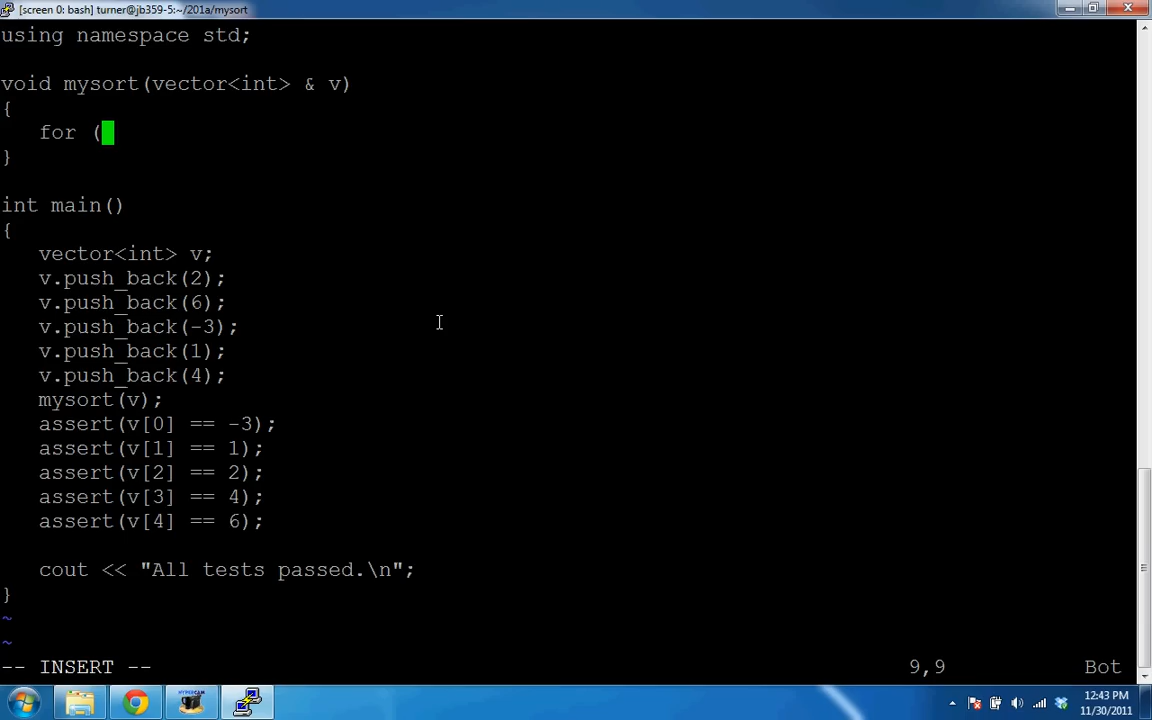 [screen 0: bash] turner@jb359-5:~/201a/mysort
using namespace std;
void mysort(vector<int> & v)
{
for (
}
int main()
{
vector<int> v;
v.push_back(2);
v.push_back(6);
v.push_back(-3);
v.push_back(1);
v.push_back(4);
mysort(v);
assert(v[0] == -3);
assert(v[1] == 1);
assert(v[2] == 2);
assert(v[3] == 4);
assert(v[4] == 6);
cout << "All tests passed.\n";
}
~
~
-- INSERT -- 9,9 Bot
HYPERCAM
12:43 PM
11/30/2011